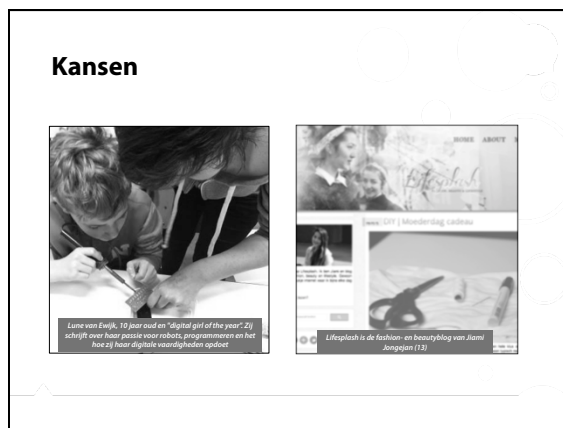 Kansen
Lune van Ewijk, 10 jaar oud en "digital girl of the year". Zij
schrijft over haar passie voor robots, programmeren en het
hoe zij haar digitale vaardigheden opdoet
HOME ABOUT
Lifesplash
DIY | Moederdag cadeau
Lifesplash is de fashion- en beautyblog van Jiami
Jongejan (13)